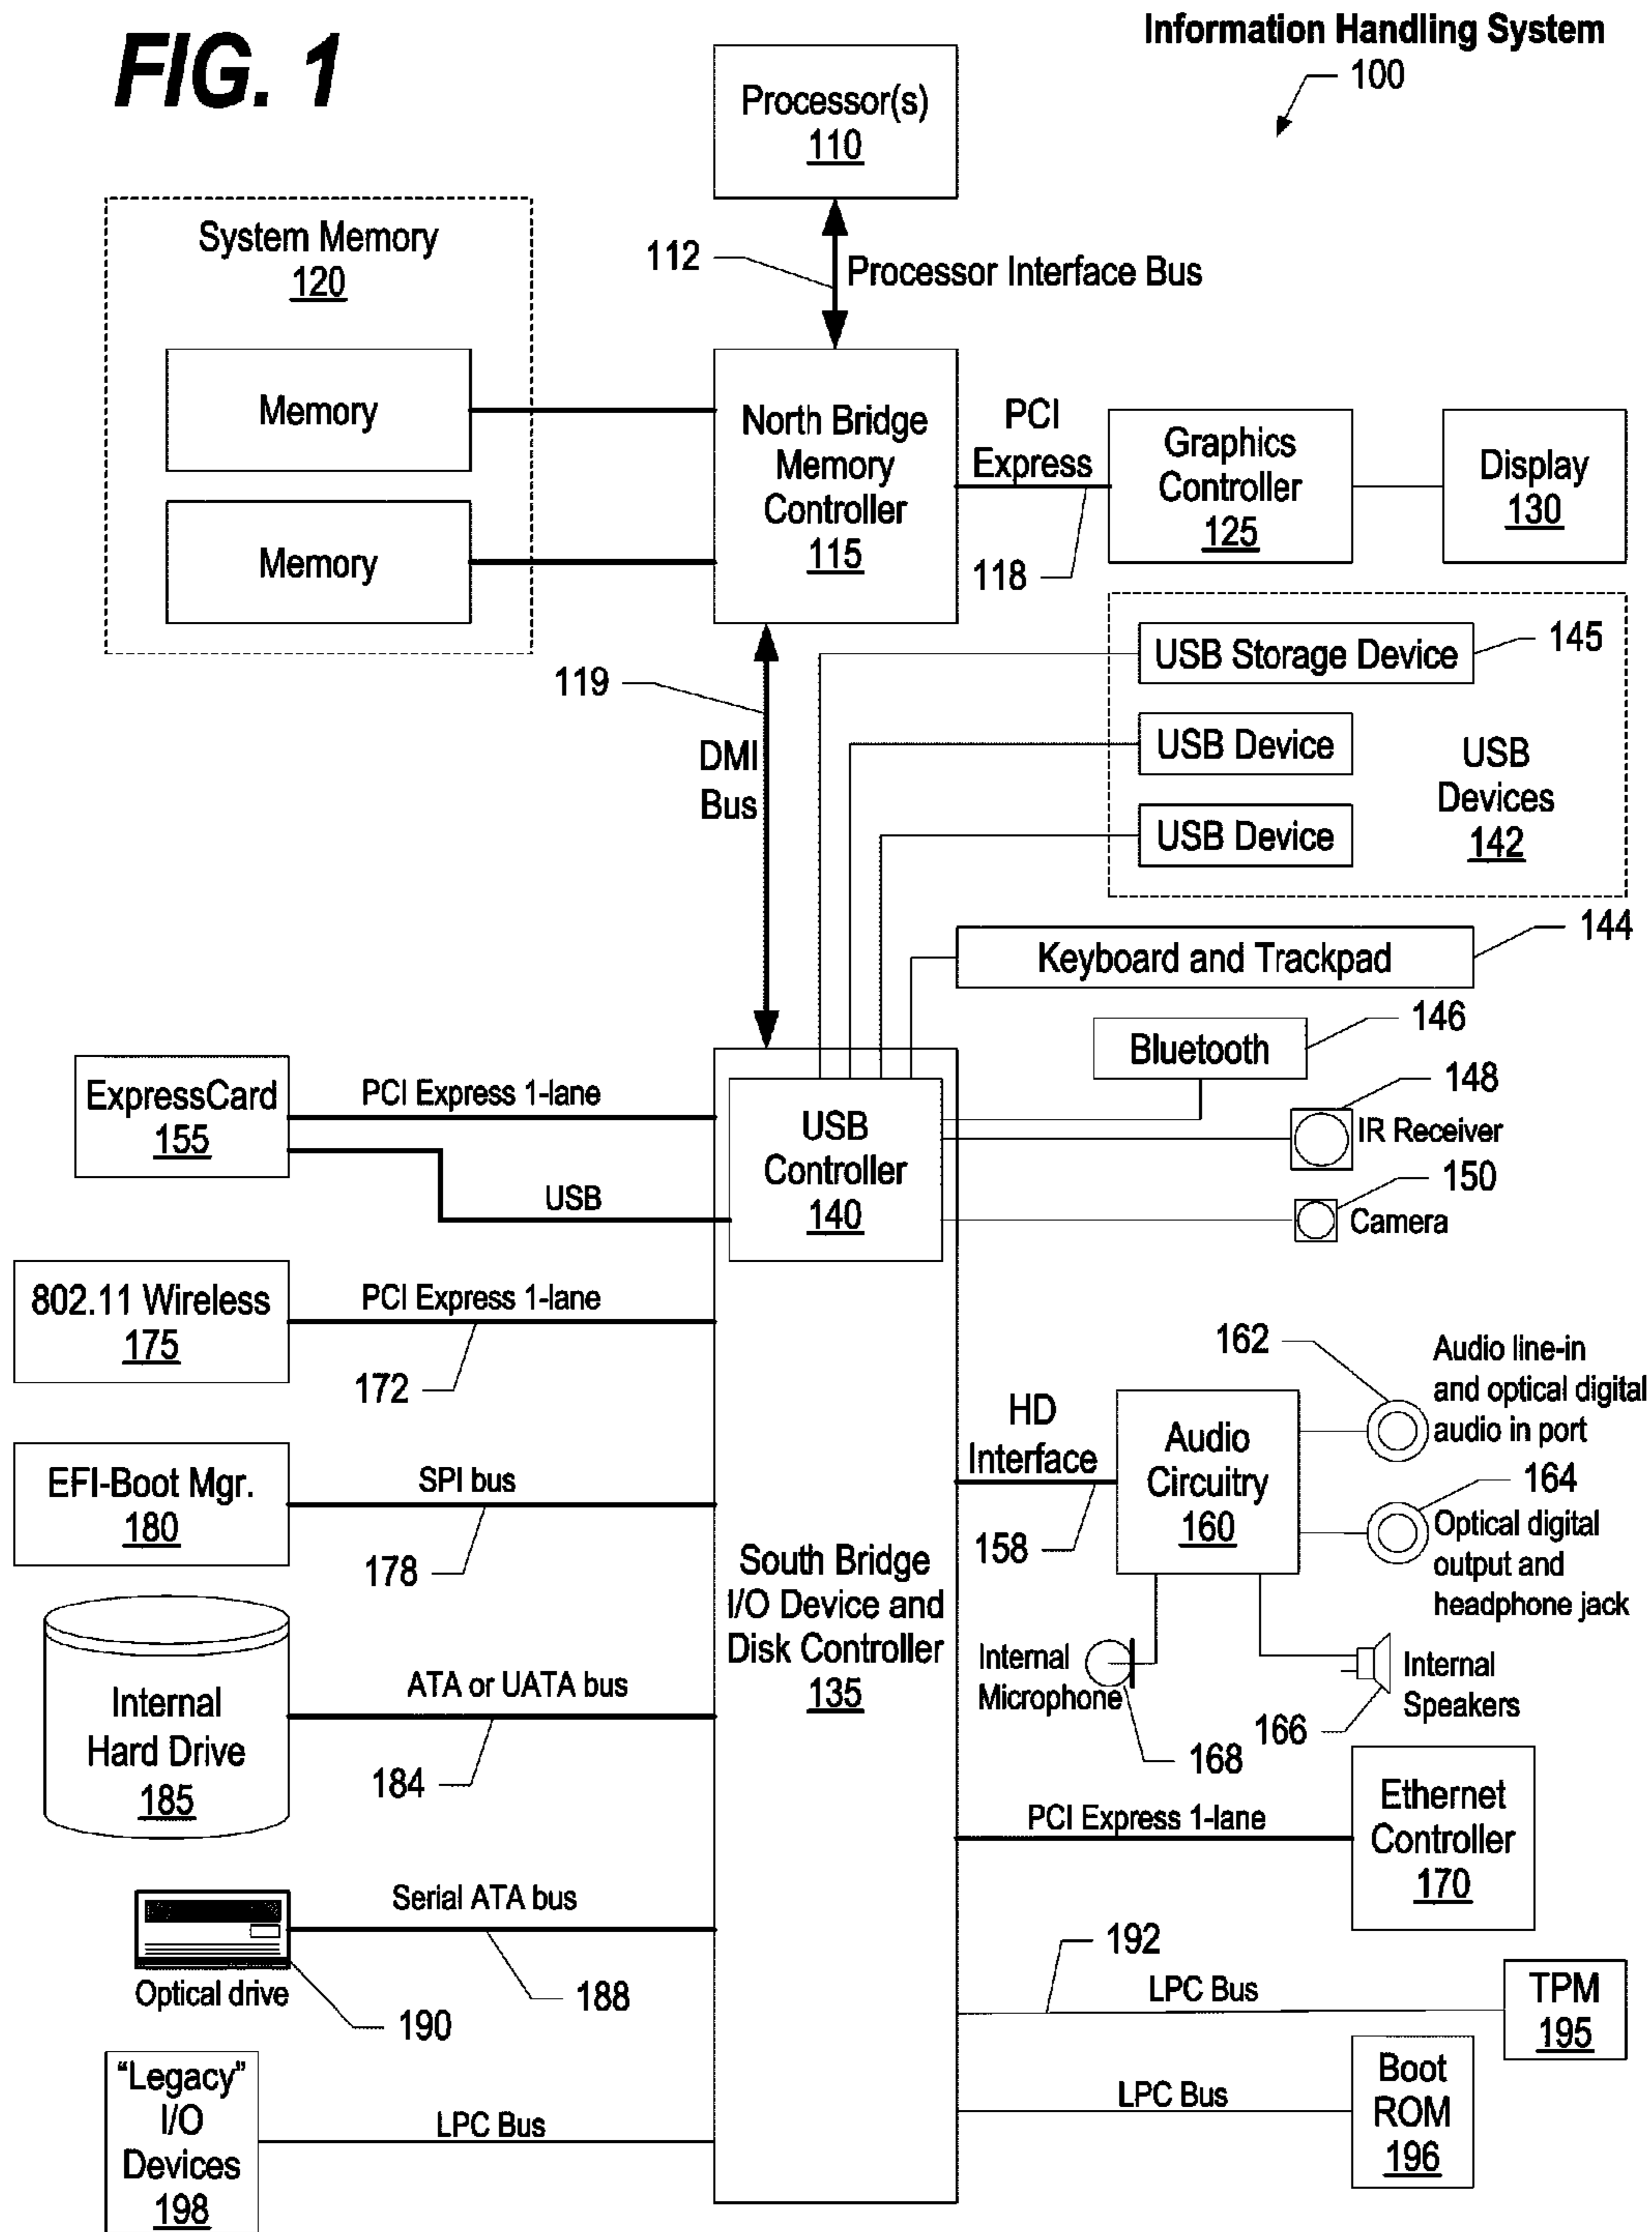 FIG. 1
Information Handling System
100
Processor(s)
110
System Memory
120
112
Processor Interface Bus
Memory
Memory
North Bridge
Memory
Controller
115
PCI
Express
118
Graphics
Controller
125
Display
130
119
DMI
Bus
USB Storage Device
145
USB Device
USB Device
USB
Devices
142
Keyboard and Trackpad
144
Bluetooth
146
148
IR Receiver
150
Camera
ExpressCard
155
PCI Express 1-lane
USB
USB
Controller
140
802.11 Wireless
175
PCI Express 1-lane
172
162
Audio line-in
and optical digital
audio in port
HD
Interface
158
Audio
Circuitry
160
164
Optical digital
output and
headphone jack
EFI-Boot Mgr.
180
SPI bus
178
South Bridge
I/O Device and
Disk Controller
135
Internal
Microphone
168
Internal
Speakers
166
Internal
Hard Drive
185
ATA or UATA bus
184
PCI Express 1-lane
Ethernet
Controller
170
Serial ATA bus
188
Optical drive
190
192
LPC Bus
TPM
195
"Legacy"
I/O
Devices
198
LPC Bus
LPC Bus
Boot
ROM
196